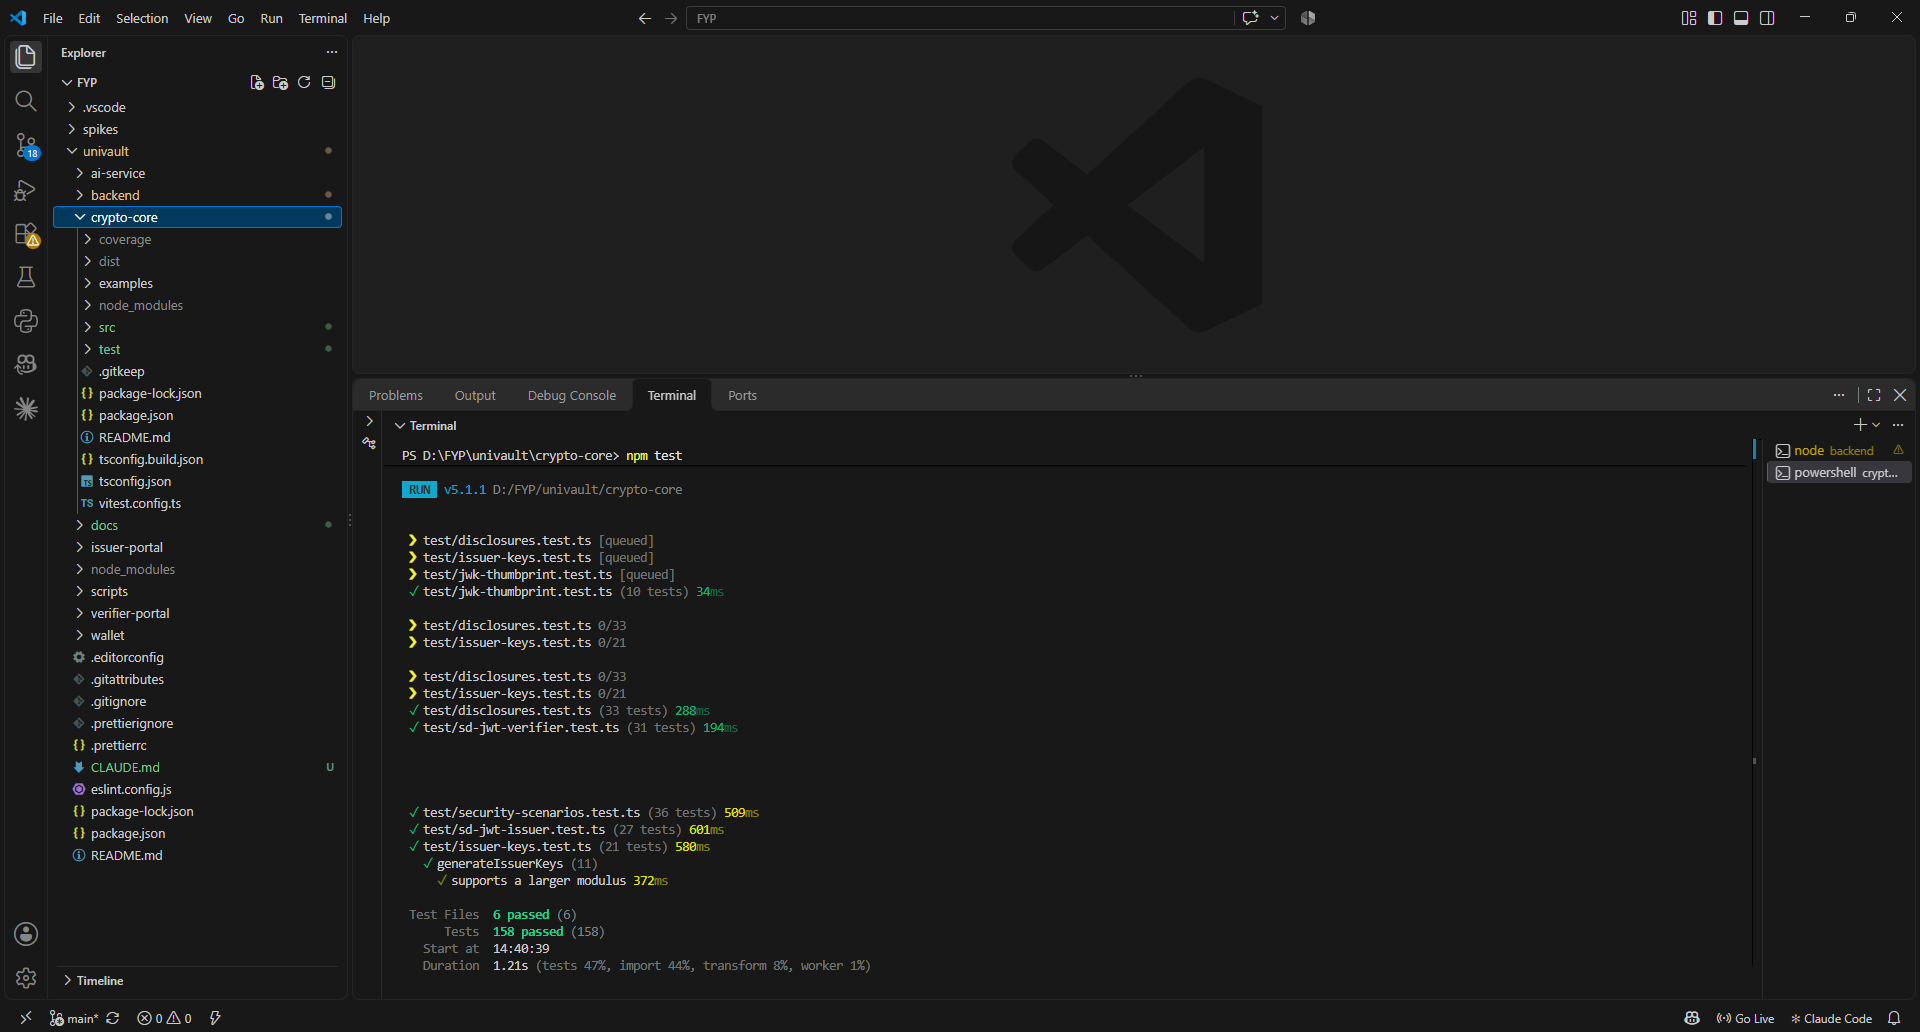 File Edit Selection View Go Run Terminal Help
FYP
Explorer
FYP
.vscode
spikes
18
univault
ai-service
backend
crypto-core
coverage
dist
examples
node_modules
src
test
.gitkeep
package-lock.json
package.json
README.md
tsconfig.build.json
tsconfig.json
TS vitest.config.ts
docs
issuer-portal
node_modules
scripts
verifier-portal
wallet
.editorconfig
.gitattributes
.gitignore
.prettierignore
.prettierrc
CLAUDE.md U
eslint.config.js
package-lock.json
package.json
README.md
Timeline
Problems Output Debug Console Terminal Ports
Terminal
node backend
powershell crypt...
PS D:\FYP\univault\crypto-core> npm test
RUN v5.1.1 D:/FYP/univault/crypto-core
❯ test/disclosures.test.ts [queued]
❯ test/issuer-keys.test.ts [queued]
❯ test/jwk-thumbprint.test.ts [queued]
✓ test/jwk-thumbprint.test.ts (10 tests) 34ms
❯ test/disclosures.test.ts 0/33
❯ test/issuer-keys.test.ts 0/21
❯ test/disclosures.test.ts 0/33
❯ test/issuer-keys.test.ts 0/21
✓ test/disclosures.test.ts (33 tests) 288ms
✓ test/sd-jwt-verifier.test.ts (31 tests) 194ms
✓ test/security-scenarios.test.ts (36 tests) 509ms
✓ test/sd-jwt-issuer.test.ts (27 tests) 601ms
✓ test/issuer-keys.test.ts (21 tests) 580ms
✓ generateIssuerKeys (11)
✓ supports a larger modulus 372ms
Test Files 6 passed (6)
Tests 158 passed (158)
Start at 14:40:39
Duration 1.21s (tests 47%, import 44%, transform 8%, worker 1%)
main* 0 0 Go Live Claude Code